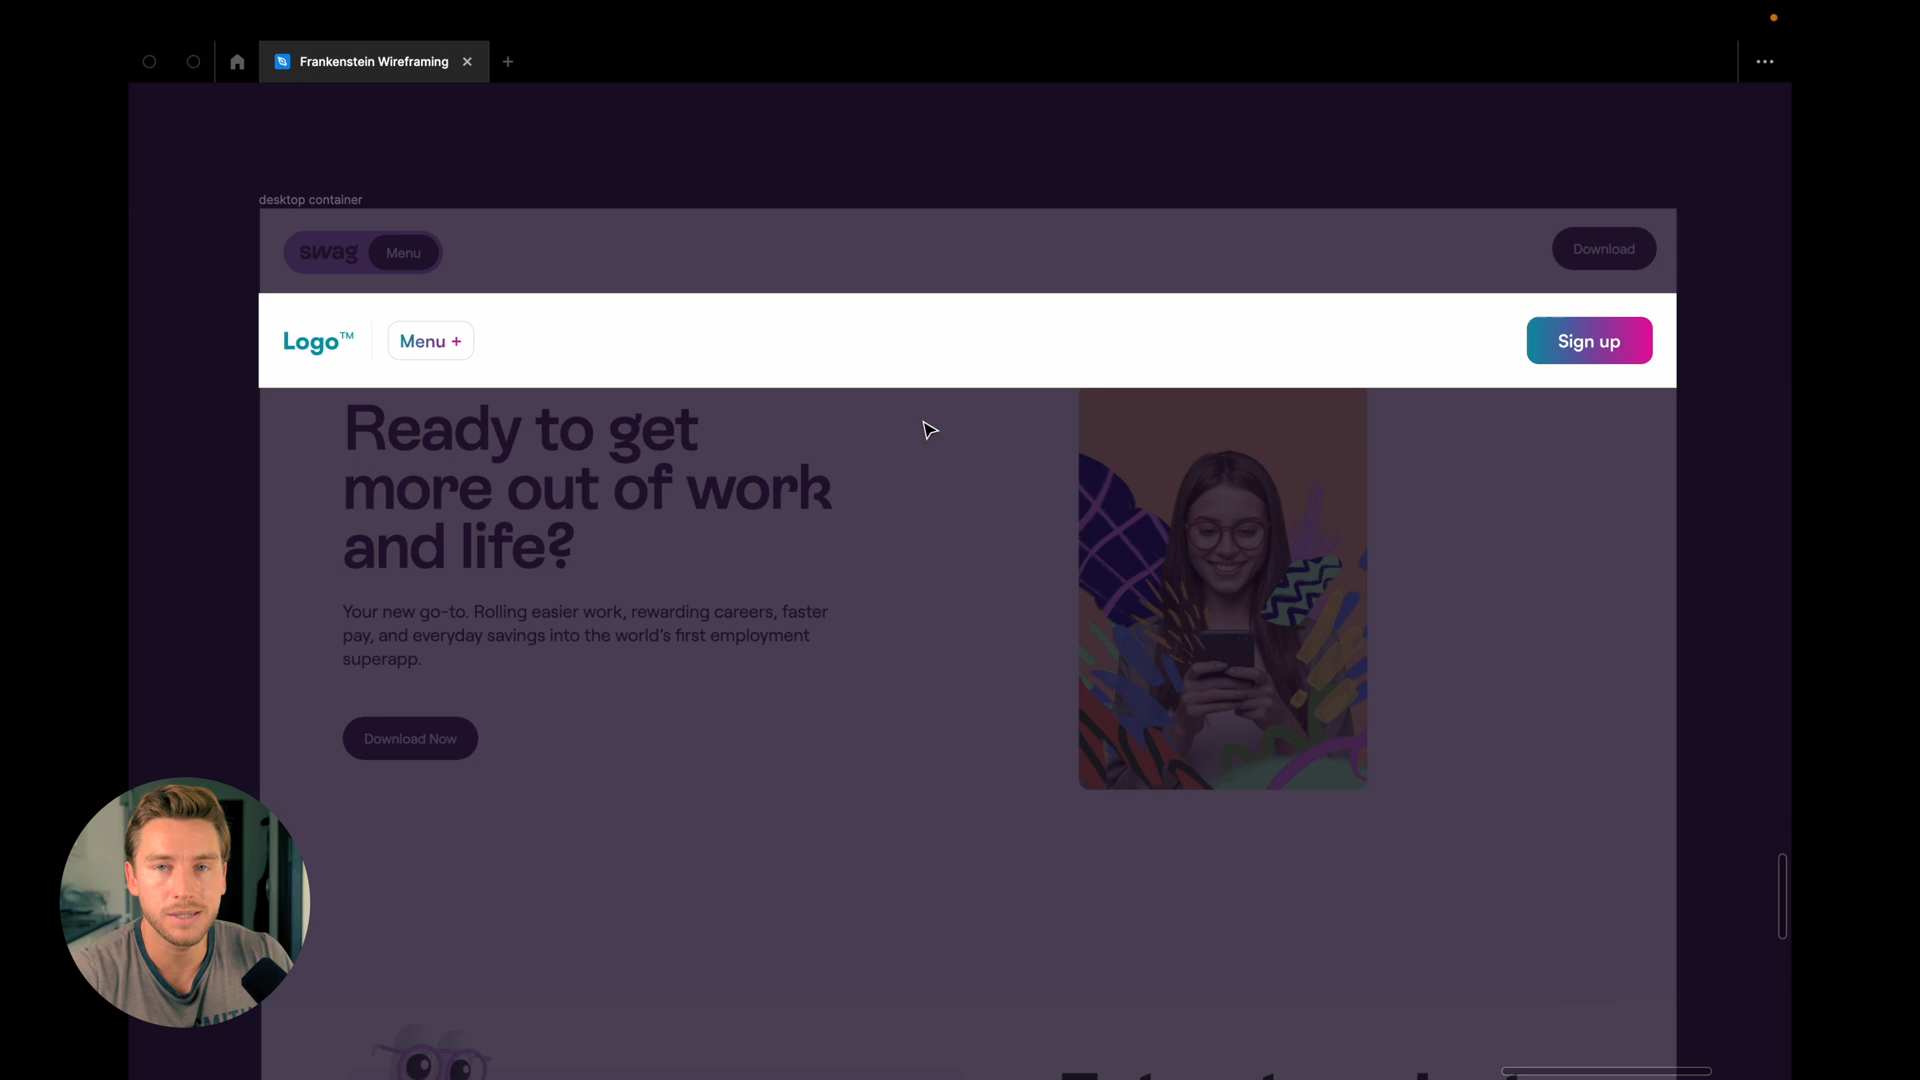 Frankenstein Wireframing
desktop container
swag Menu
Download
Logo™
Menu +
Sign up
Ready to get
more out of work
and life?
Your new go-to. Rolling easier work, rewarding careers, faster
pay, and everyday savings into the world's first employment
superapp.
Download Now